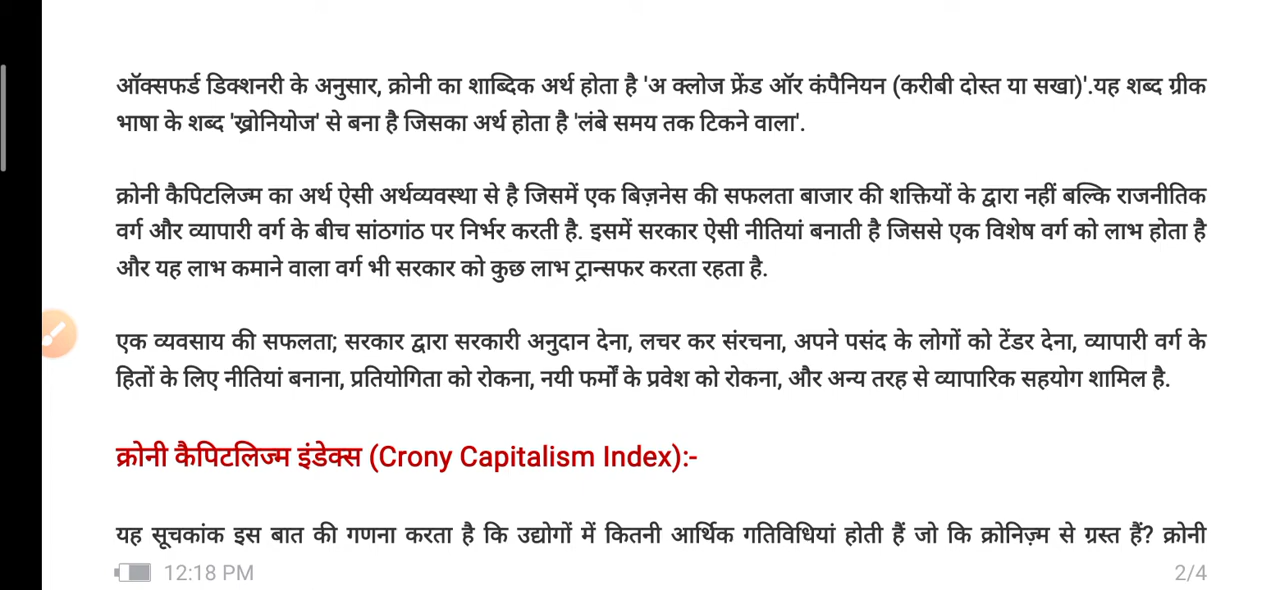 ऑक्सफर्ड डिक्शनरी के अनुसार, क्रोनी का शाब्दिक अर्थ होता है 'अ क्लोज फ्रेंड ऑर कंपैनियन (करीबी दोस्त या सखा)'.यह शब्द ग्रीक
भाषा के शब्द 'ख्रोनियोज' से बना है जिसका अर्थ होता है 'लंबे समय तक टिकने वाला'.
क्रोनी कैपिटलिज्म का अर्थ ऐसी अर्थव्यवस्था से है जिसमें एक बिज़नेस की सफलता बाजार की शक्तियों के द्वारा नहीं बल्कि राजनीतिक
वर्ग और व्यापारी वर्ग के बीच सांठगांठ पर निर्भर करती है. इसमें सरकार ऐसी नीतियां बनाती है जिससे एक विशेष वर्ग को लाभ होता है
और यह लाभ कमाने वाला वर्ग भी सरकार को कुछ लाभ ट्रान्सफर करता रहता है.
एक व्यवसाय की सफलता; सरकार द्वारा सरकारी अनुदान देना, लचर कर संरचना, अपने पसंद के लोगों को टेंडर देना, व्यापारी वर्ग के
हितों के लिए नीतियां बनाना, प्रतियोगिता को रोकना, नयी फर्मों के प्रवेश को रोकना, और अन्य तरह से व्यापारिक सहयोग शामिल है.
क्रोनी कैपिटलिज्म इंडेक्स (Crony Capitalism Index):-
यह सूचकांक इस बात की गणना करता है कि उद्योगों में कितनी आर्थिक गतिविधियां होती हैं जो कि क्रोनिज़्म से ग्रस्त हैं? क्रोनी
12:18 PM 2/4